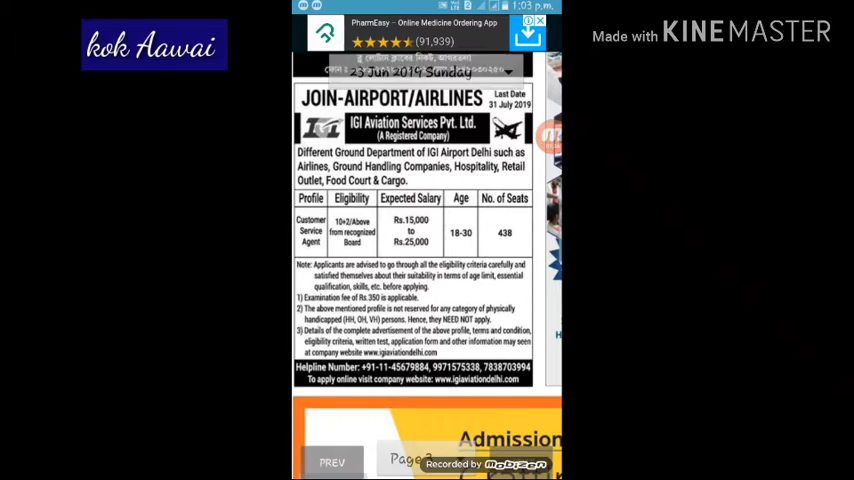 1:03 p.m.
kok Aawai
Made with KINEMASTER
PharmEasy - Online Medicine Ordering App
(91,939)
23 Jun 2019 Sunday
JOIN-AIRPORT/AIRLINES
Last Date
31 July 2019
IGI
IGI Aviation Services Pvt. Ltd.
(A Registered Company)
Different Ground Department of IGI Airport Delhi such as
Airlines, Ground Handling Companies, Hospitality, Retail
Outlet, Food Court & Cargo.
Profile Eligibility Expected Salary Age No. of Seats
Customer Service Agent 10+2/Above from recognized Board Rs.15,000 to Rs.25,000 18-30 438
Note: Applicants are advised to go through all the eligibility criteria carefully and
satisfied themselves about their suitability in terms of age limit, essential
qualification, skills, etc. before applying.
1) Examination fee of Rs.350 is applicable.
2) The above mentioned profile is not reserved for any category of physically
handicapped (HH, OH, VH) persons. Hence, they NEED NOT apply.
3) Details of the complete advertisement of the above profile, terms and condition,
eligibility criteria, written test, application form and other information may seen
at company website www.igiaviationdelhi.com
Helpline Number: +91-11-45679884, 9971575338, 7838703994
To apply online visit company website: www.igiaviationdelhi.com
Admission
PREV
Page
Recorded by MOBIZEN